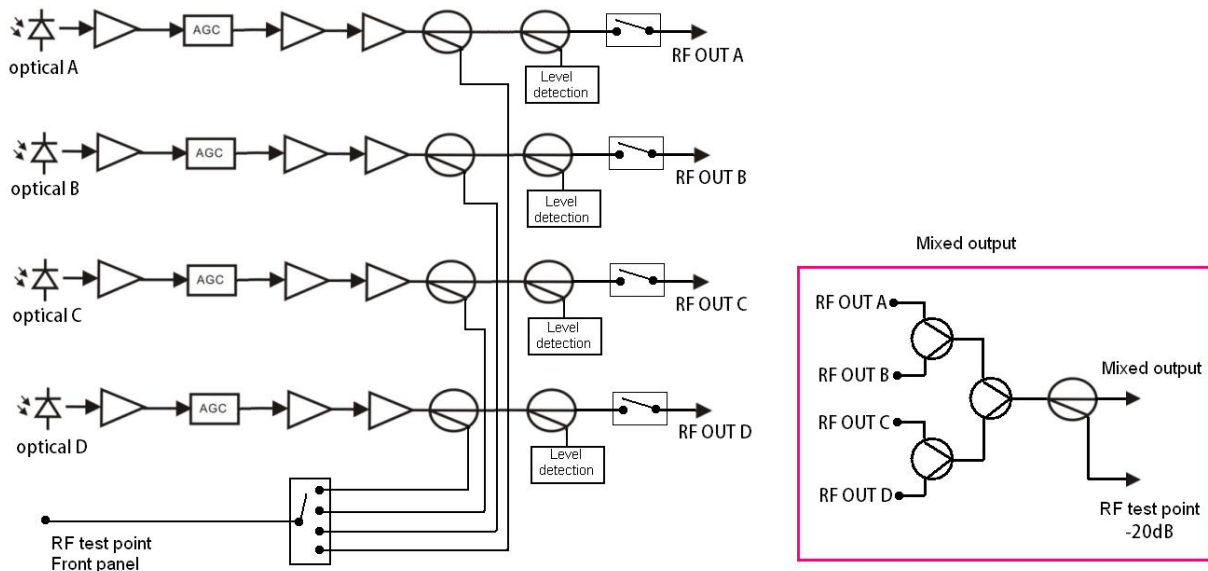 AGC
optical A
RF OUT A
Level
detection
AGC
optical B
RF OUT B
Level
detection
AGC
optical C
RF OUT C
Level
detection
AGC
optical D
RF OUT D
Level
detection
RF test point
Front panel
Mixed output
RF OUT A
RF OUT B
Mixed output
RF OUT C
RF OUT D
RF test point
-20dB